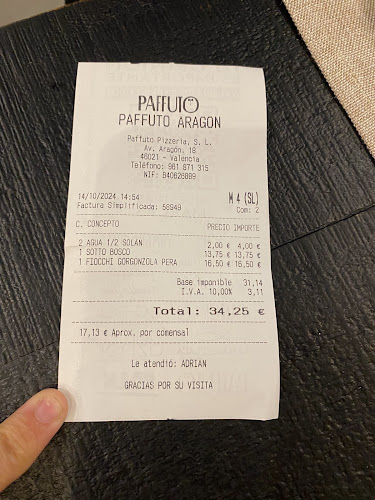 PAFFUTO
PAFFUTO ARAGON
Paffuto Pizzeria, S. L.
Av. Aragón, 18
46021 - Valencia
Teléfono: 961 871 315
NIF: B40626889
14/10/2024 14:54 M 4 (SL)
Factura Simplificada: 56949 Com: 2
C. CONCEPTO PRECIO IMPORTE
2 AGUA 1/2 SOLAN 2,00 € 4,00 €
1 SOTTO BOSCO 13,75 € 13,75 €
1 FIOCCHI GORGONZOLA PERA 16,50 € 16,50 €
Base imponible 31,14
I.V.A. 10,00% 3,11
Total: 34,25 €
17,13 € Aprox. por comensal
Le atendió: ADRIAN
GRACIAS POR SU VISITA